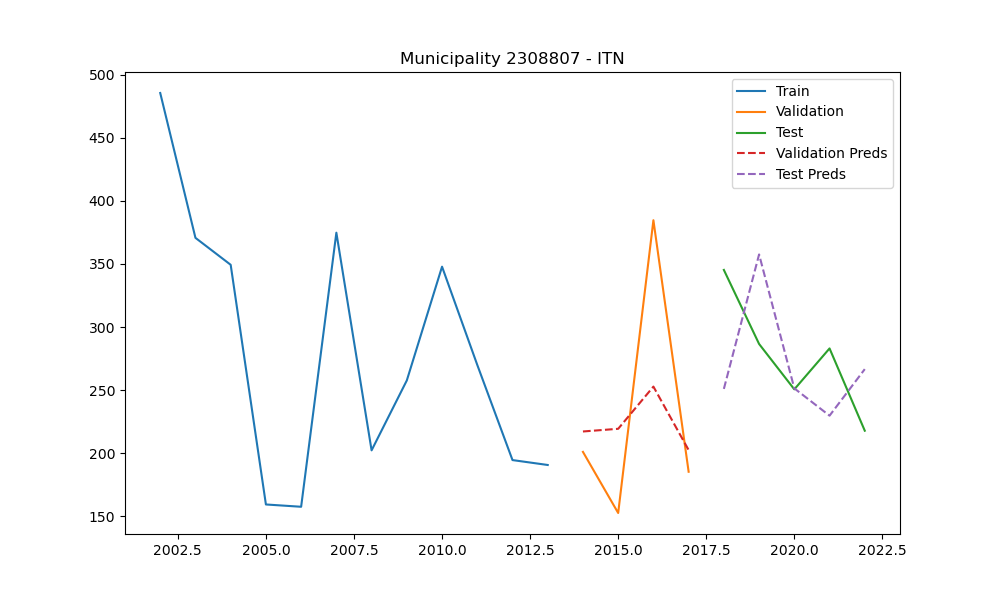 Municipality 2308807 - ITN
500
450
400
350
300
250
200
150
Train
Validation
Test
Validation Preds
Test Preds
2002.5 2005.0 2007.5 2010.0 2012.5 2015.0 2017.5 2020.0 2022.5